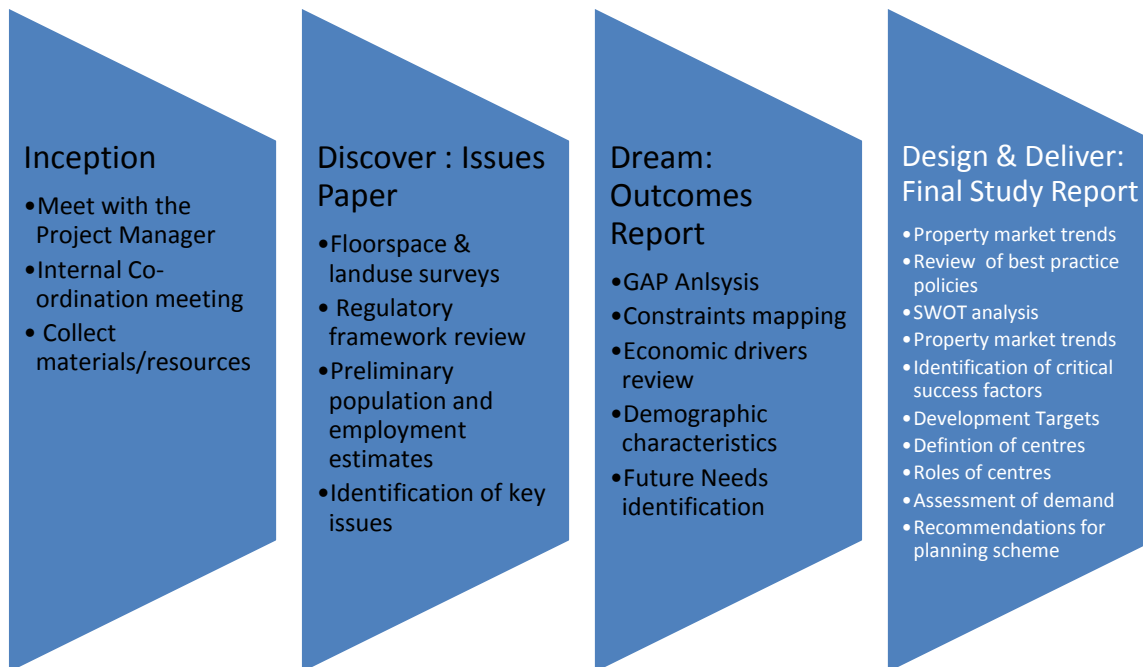 Inception
•Meet with the
Project Manager
•Internal Co-
ordination meeting
• Collect
materials/resources
Discover : Issues
Paper
•Floorspace &
landuse surveys
• Regulatory
framework review
•Preliminary
population and
employment
estimates
•Identification of key
issues
Dream:
Outcomes
Report
•GAP Anlsysis
•Constraints mapping
•Economic drivers
review
•Demographic
characteristics
•Future Needs
identification
Design & Deliver:
Final Study Report
•Property market trends
•Review of best practice
policies
•SWOT analysis
•Property market trends
•Identification of critical
success factors
•Development Targets
•Defintion of centres
•Roles of centres
•Assessment of demand
•Recommendations for
planning scheme